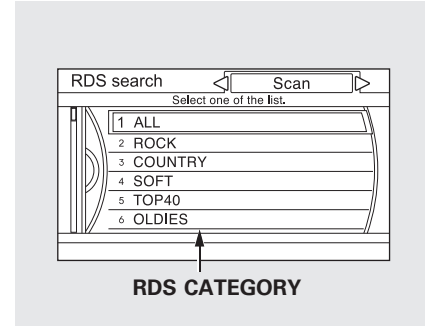 RDS search
Scan
Select one of the list.
1 ALL
2 ROCK
3 COUNTRY
4 SOFT
5 TOP40
6 OLDIES
RDS CATEGORY